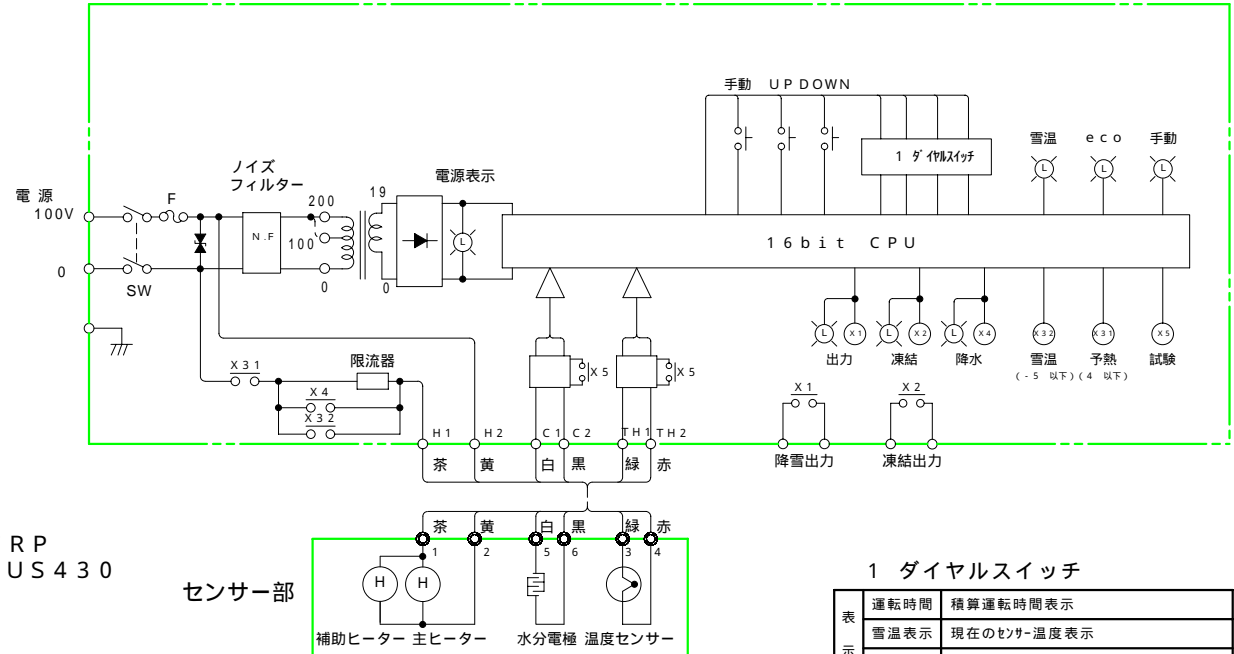 手動 UP DOWN
1 ダイヤルスイッチ
雪温 eco 手動
L L L
ノイズ
フィルター
電源表示
電源
100V
F
200
19
N.F
100
L
16bit CPU
0
SW
0
0
L X1 L X2 L X4 X32 X31 X5
出力 凍結 降水 雪温 予熱 試験
(-5 以下) (4 以下)
X5 X5
X31
限流器
X4
X32
X1 X2
H1 H2 C1 C2 TH1 TH2
降雪出力 凍結出力
茶 黄 白 黒 緑 赤
茶 黄 白 黒 緑 赤
1 2 5 6 3 4
RP
US430
センサー部
H H
補助ヒーター 主ヒーター 水分電極 温度センサー
1 ダイヤルスイッチ
表示
運転時間 積算運転時間表示
雪温表示 現在のセンサー温度表示